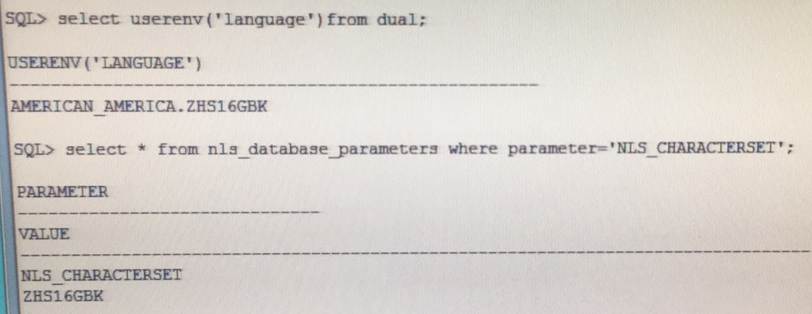 SQL> select userenv('language')from dual;
USERENV('LANGUAGE')
----------------------------------------------------
AMERICAN_AMERICA.ZHS16GBK
SQL> select * from nls_database_parameters where parameter='NLS_CHARACTERSET';
PARAMETER
------------------------------
VALUE
--------------------------------------------------------------------------------
NLS_CHARACTERSET
ZHS16GBK